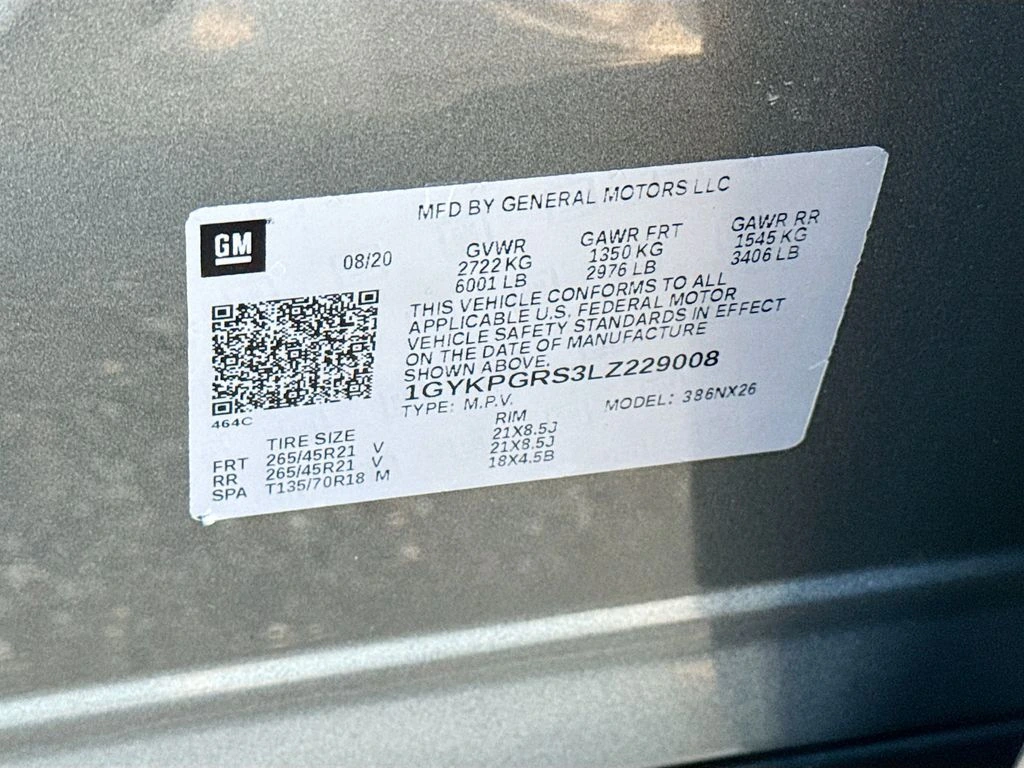 MFD BY GENERAL MOTORS LLC
GM
08/20
GVWR GAWR FRT GAWR RR
2722 KG 1350 KG 1545 KG
6001 LB 2976 LB 3406 LB
THIS VEHICLE CONFORMS TO ALL
APPLICABLE U.S. FEDERAL MOTOR
VEHICLE SAFETY STANDARDS IN EFFECT
ON THE DATE OF MANUFACTURE
SHOWN ABOVE.
1GYKPGRS3LZ229008
TYPE: M.P.V. MODEL: 386NX26
464C
TIRE SIZE RIM
FRT 265/45R21 V 21X8.5J
RR 265/45R21 V 21X8.5J
SPA T135/70R18 M 18X4.5B